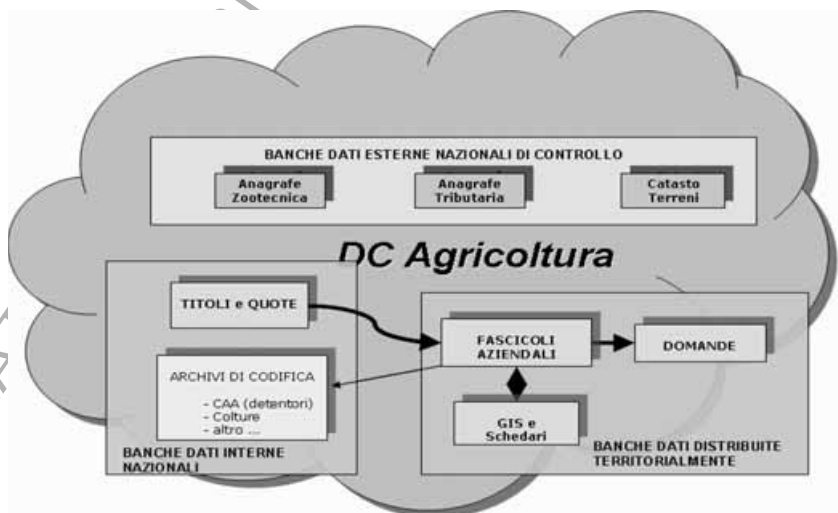 BANCHE DATI ESTERNE NAZIONALI DI CONTROLLO
Anagrafe
Zootecnica
Anagrafe
Tributaria
Catasto
Terreni
DC Agricoltura
TITOLI e QUOTE
ARCHIVI DI CODIFICA
- CAA (detentori)
- Colture
- altro ...
BANCHE DATI INTERNE
NAZIONALI
FASCICOLI
AZIENDALI
DOMANDE
GIS e
Schedari
BANCHE DATI DISTRIBUITE
TERRITORIALMENTE